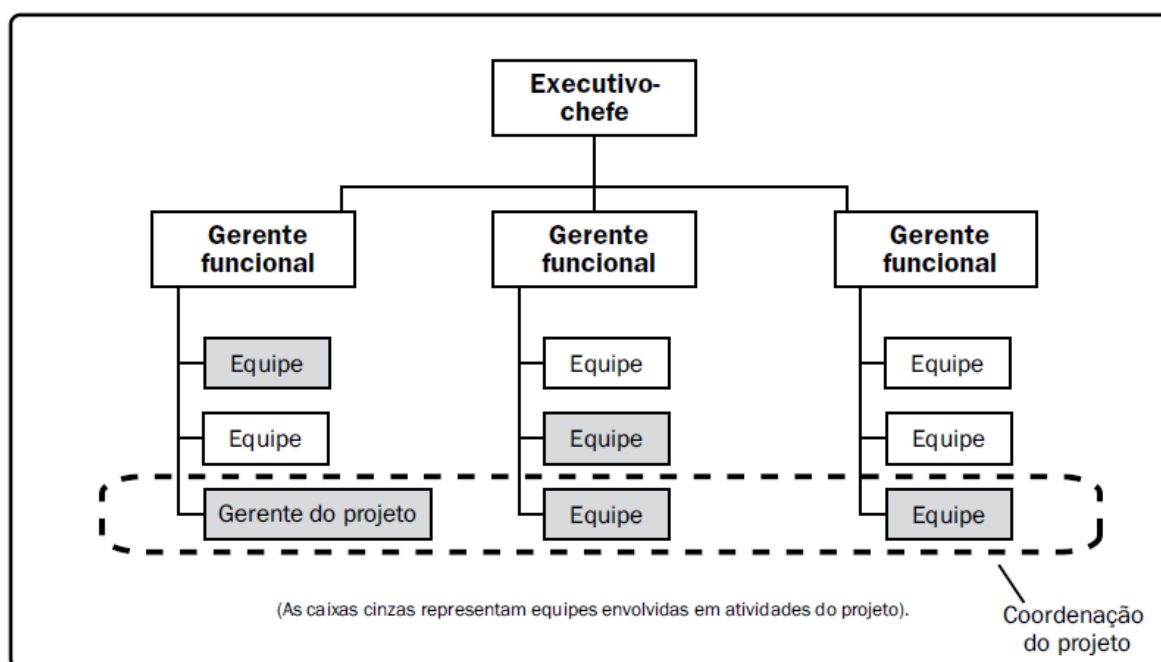 Executivo-
chefe
Gerente
funcional
Gerente
funcional
Gerente
funcional
Equipe
Equipe
Equipe
Equipe
Equipe
Equipe
Gerente do projeto
Equipe
Equipe
(As caixas cinzas representam equipes envolvidas em atividades do projeto).
Coordenação
do projeto